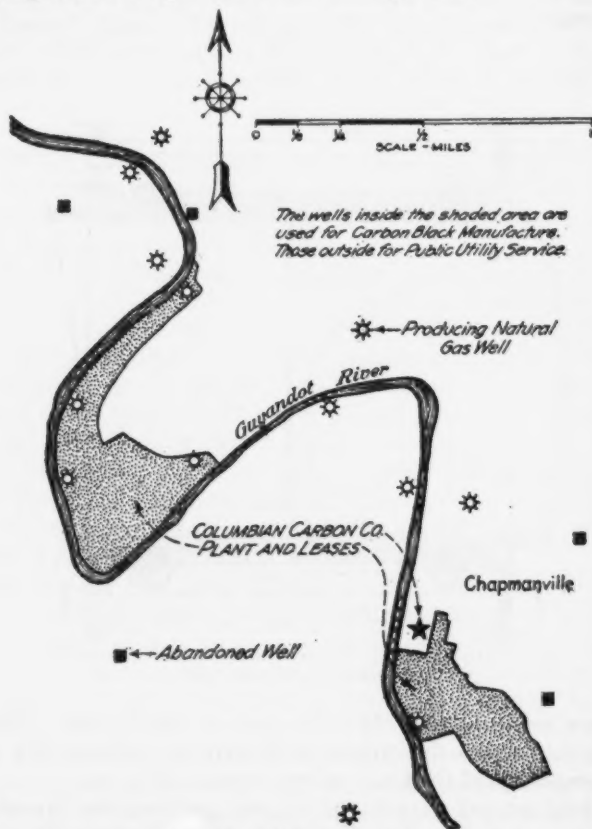 0 ⅛ ¼ ½ 1
SCALE - MILES
The wells inside the shaded area are
used for Carbon Black Manufacture.
Those outside for Public Utility Service.
Producing Natural
Gas Well
Guyandot River
COLUMBIAN CARBON CO.
PLANT AND LEASES
Chapmanville
Abandoned Well